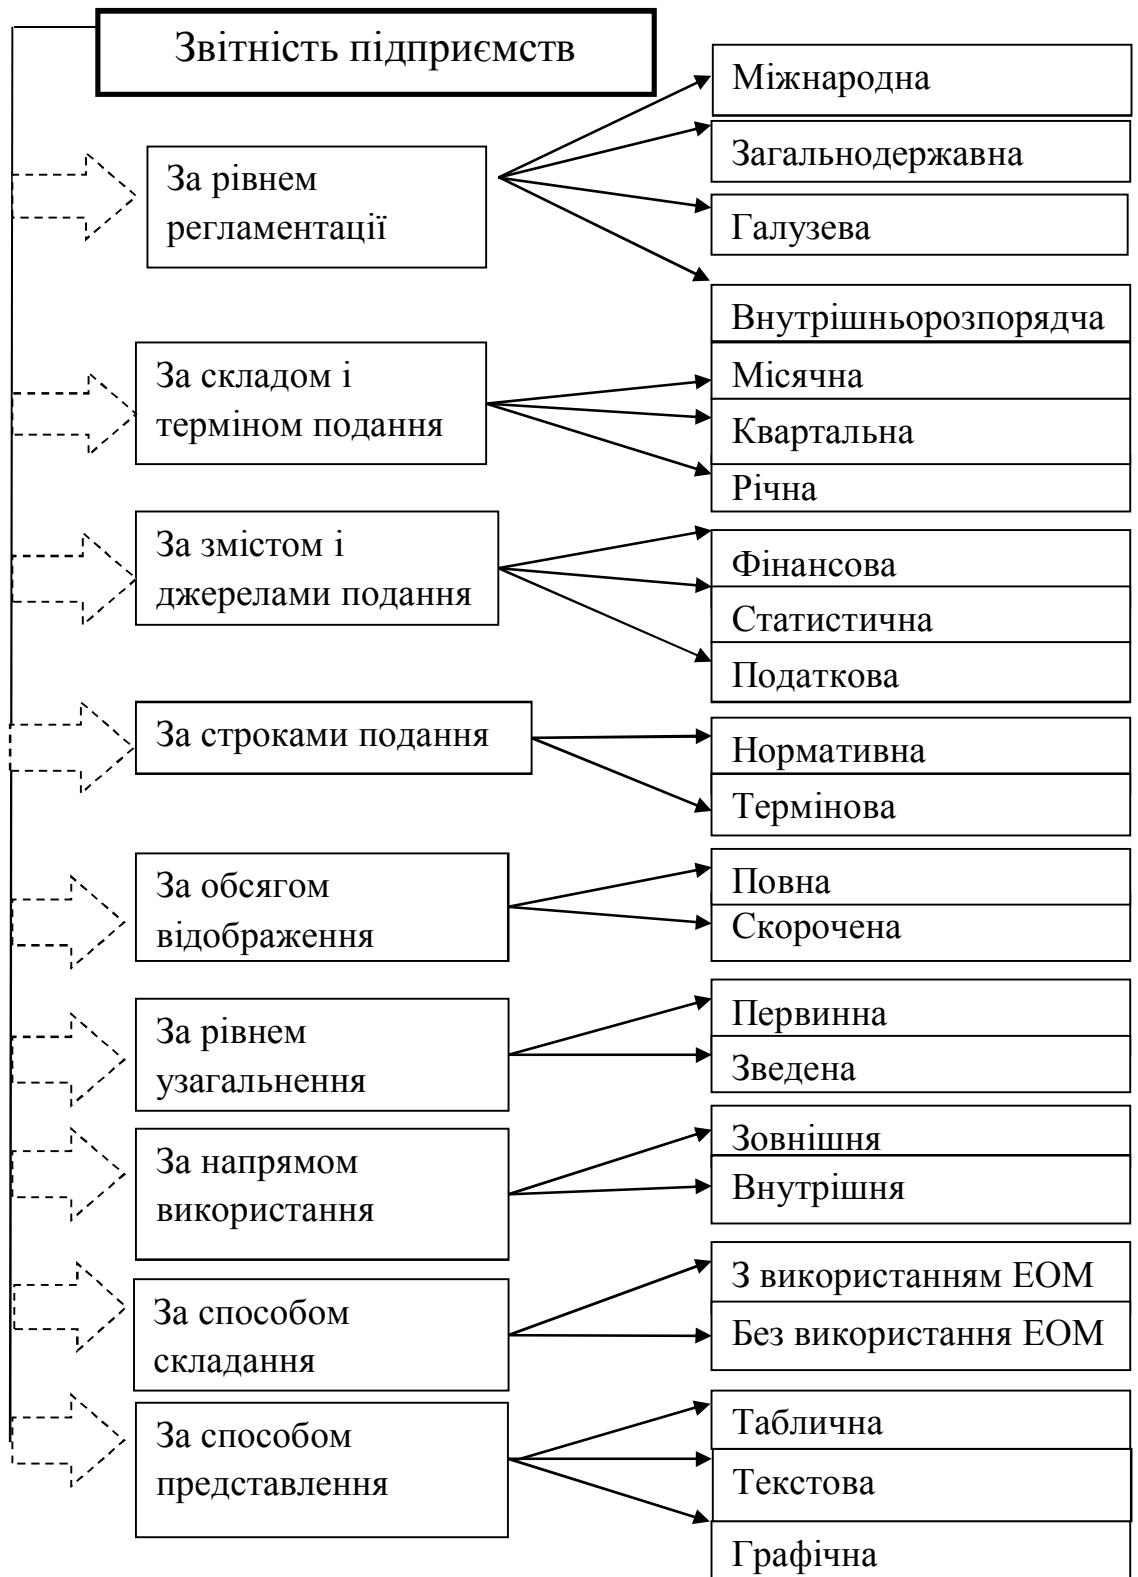 Звітність підприємств
За рівнем
регламентації
Міжнародна
Загальнодержавна
Галузева
Внутрішньорозпорядча
За складом і
терміном подання
Місячна
Квартальна
Річна
За змістом і
джерелами подання
Фінансова
Статистична
Податкова
За строками подання
Нормативна
Термінова
За обсягом
відображення
Повна
Скорочена
За рівнем
узагальнення
Первинна
Зведена
За напрямом
використання
Зовнішня
Внутрішня
За способом
складання
З використанням ЕОМ
Без використання ЕОМ
За способом
представлення
Таблична
Текстова
Графічна